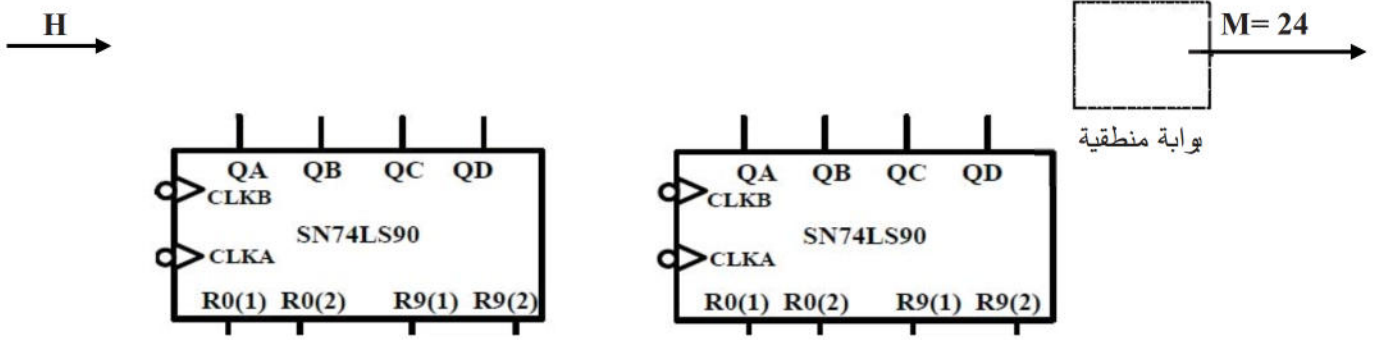 H
M= 24
بوابة منطقية
QA QB QC QD
CLKB
SN74LS90
CLKA
R0(1) R0(2) R9(1) R9(2)
QA QB QC QD
CLKB
SN74LS90
CLKA
R0(1) R0(2) R9(1) R9(2)